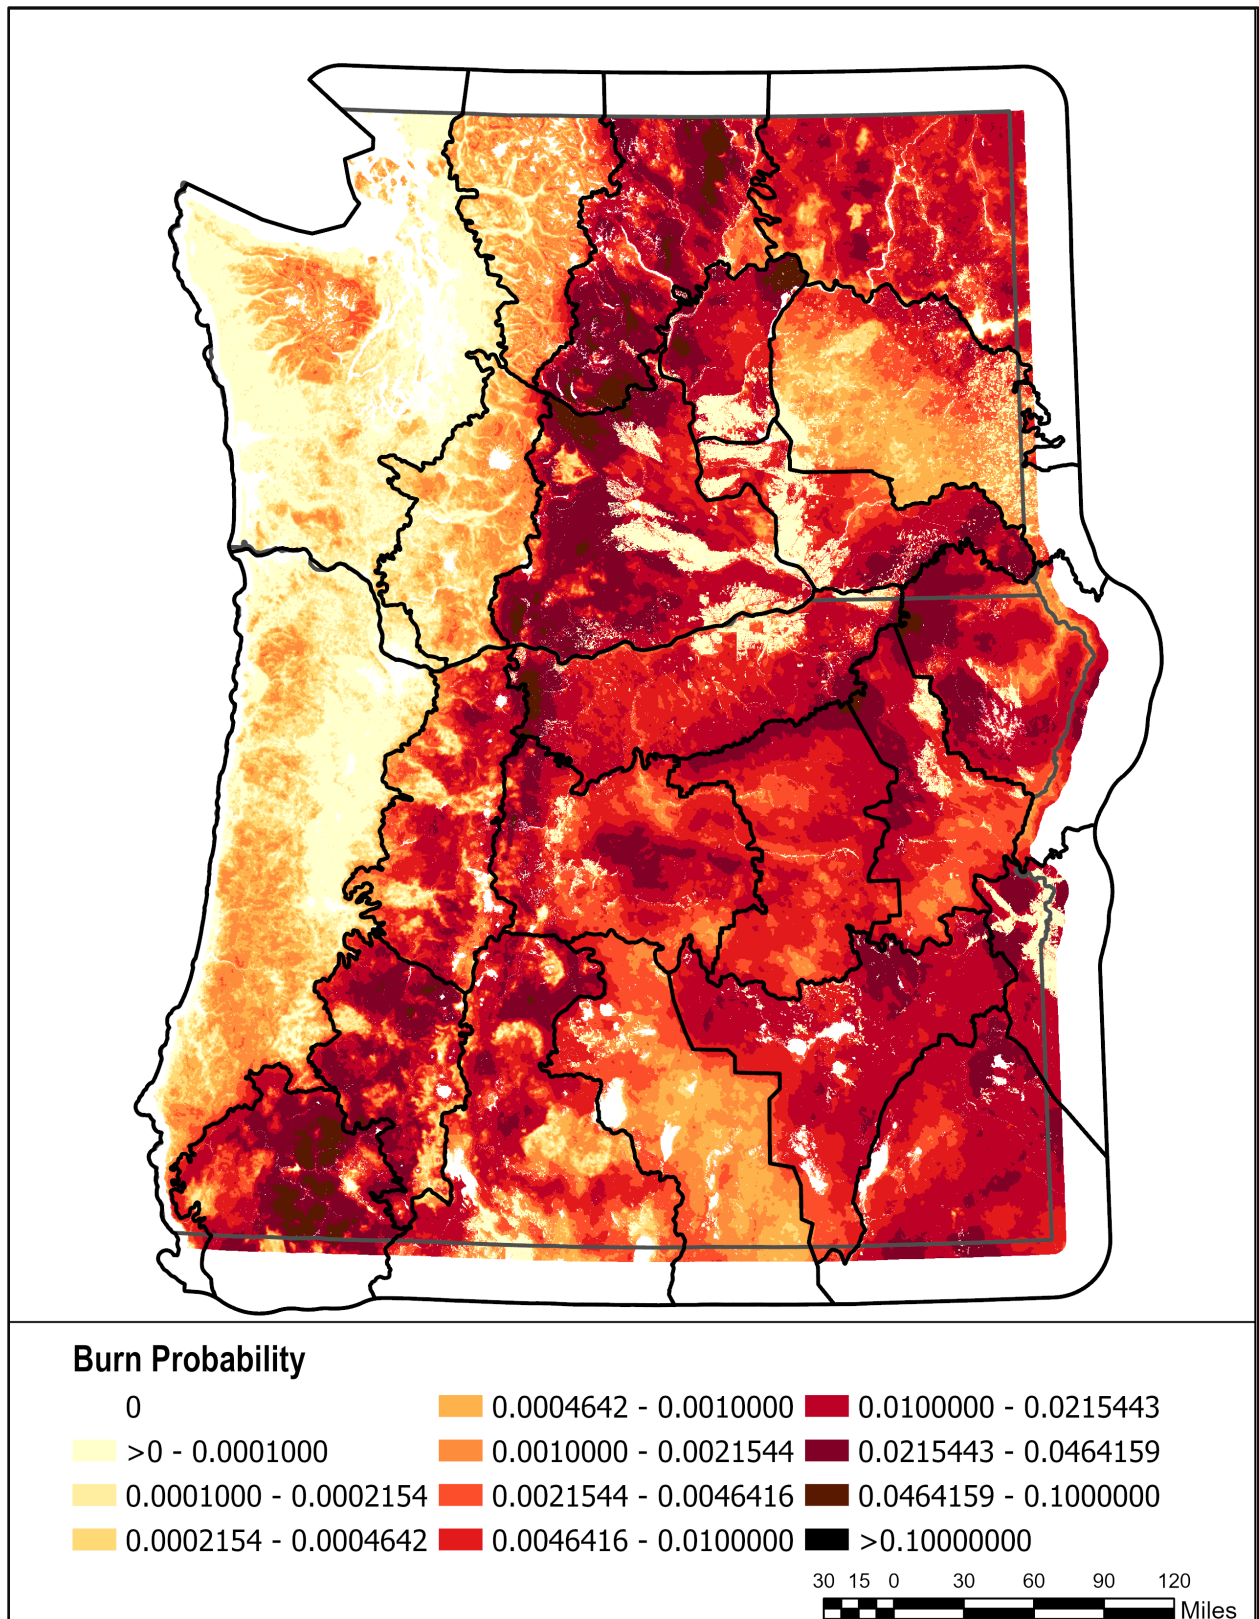 Burn Probability
0
>0 - 0.0001000
0.0001000 - 0.0002154
0.0002154 - 0.0004642
0.0004642 - 0.0010000
0.0010000 - 0.0021544
0.0021544 - 0.0046416
0.0046416 - 0.0100000
0.0100000 - 0.0215443
0.0215443 - 0.0464159
0.0464159 - 0.1000000
>0.10000000
30 15 0 30 60 90 120
Miles